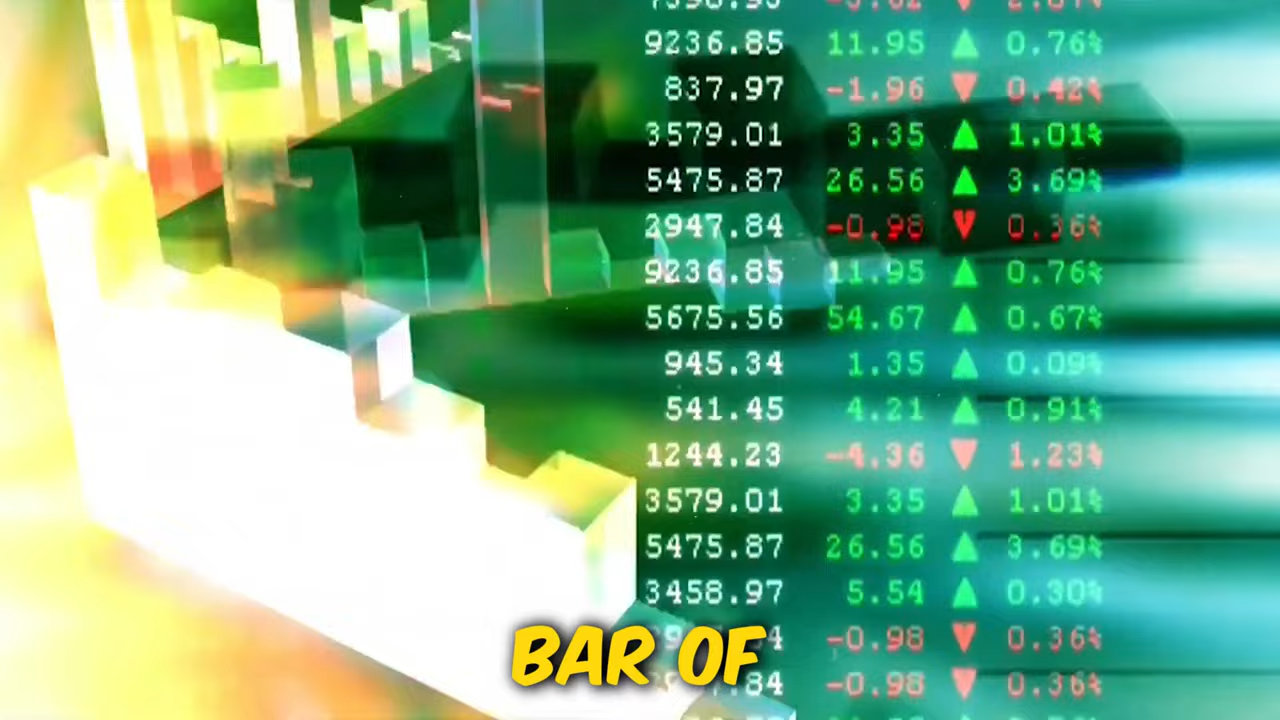 9236.85 11.95 ▲ 0.76%
837.97 -1.96 ▼ 0.42%
3579.01 3.35 ▲ 1.01%
5475.87 26.56 ▲ 3.69%
2947.84 -0.98 ▼ 0.36%
9236.85 11.95 ▲ 0.76%
5675.56 54.67 ▲ 0.67%
945.34 1.35 ▲ 0.09%
541.45 4.21 ▲ 0.91%
1244.23 -4.36 ▼ 1.23%
3579.01 3.35 ▲ 1.01%
5475.87 26.56 ▲ 3.69%
3458.97 5.54 ▲ 0.30%
-0.98 ▼ 0.36%
BAR OF
-0.98 ▼ 0.36%